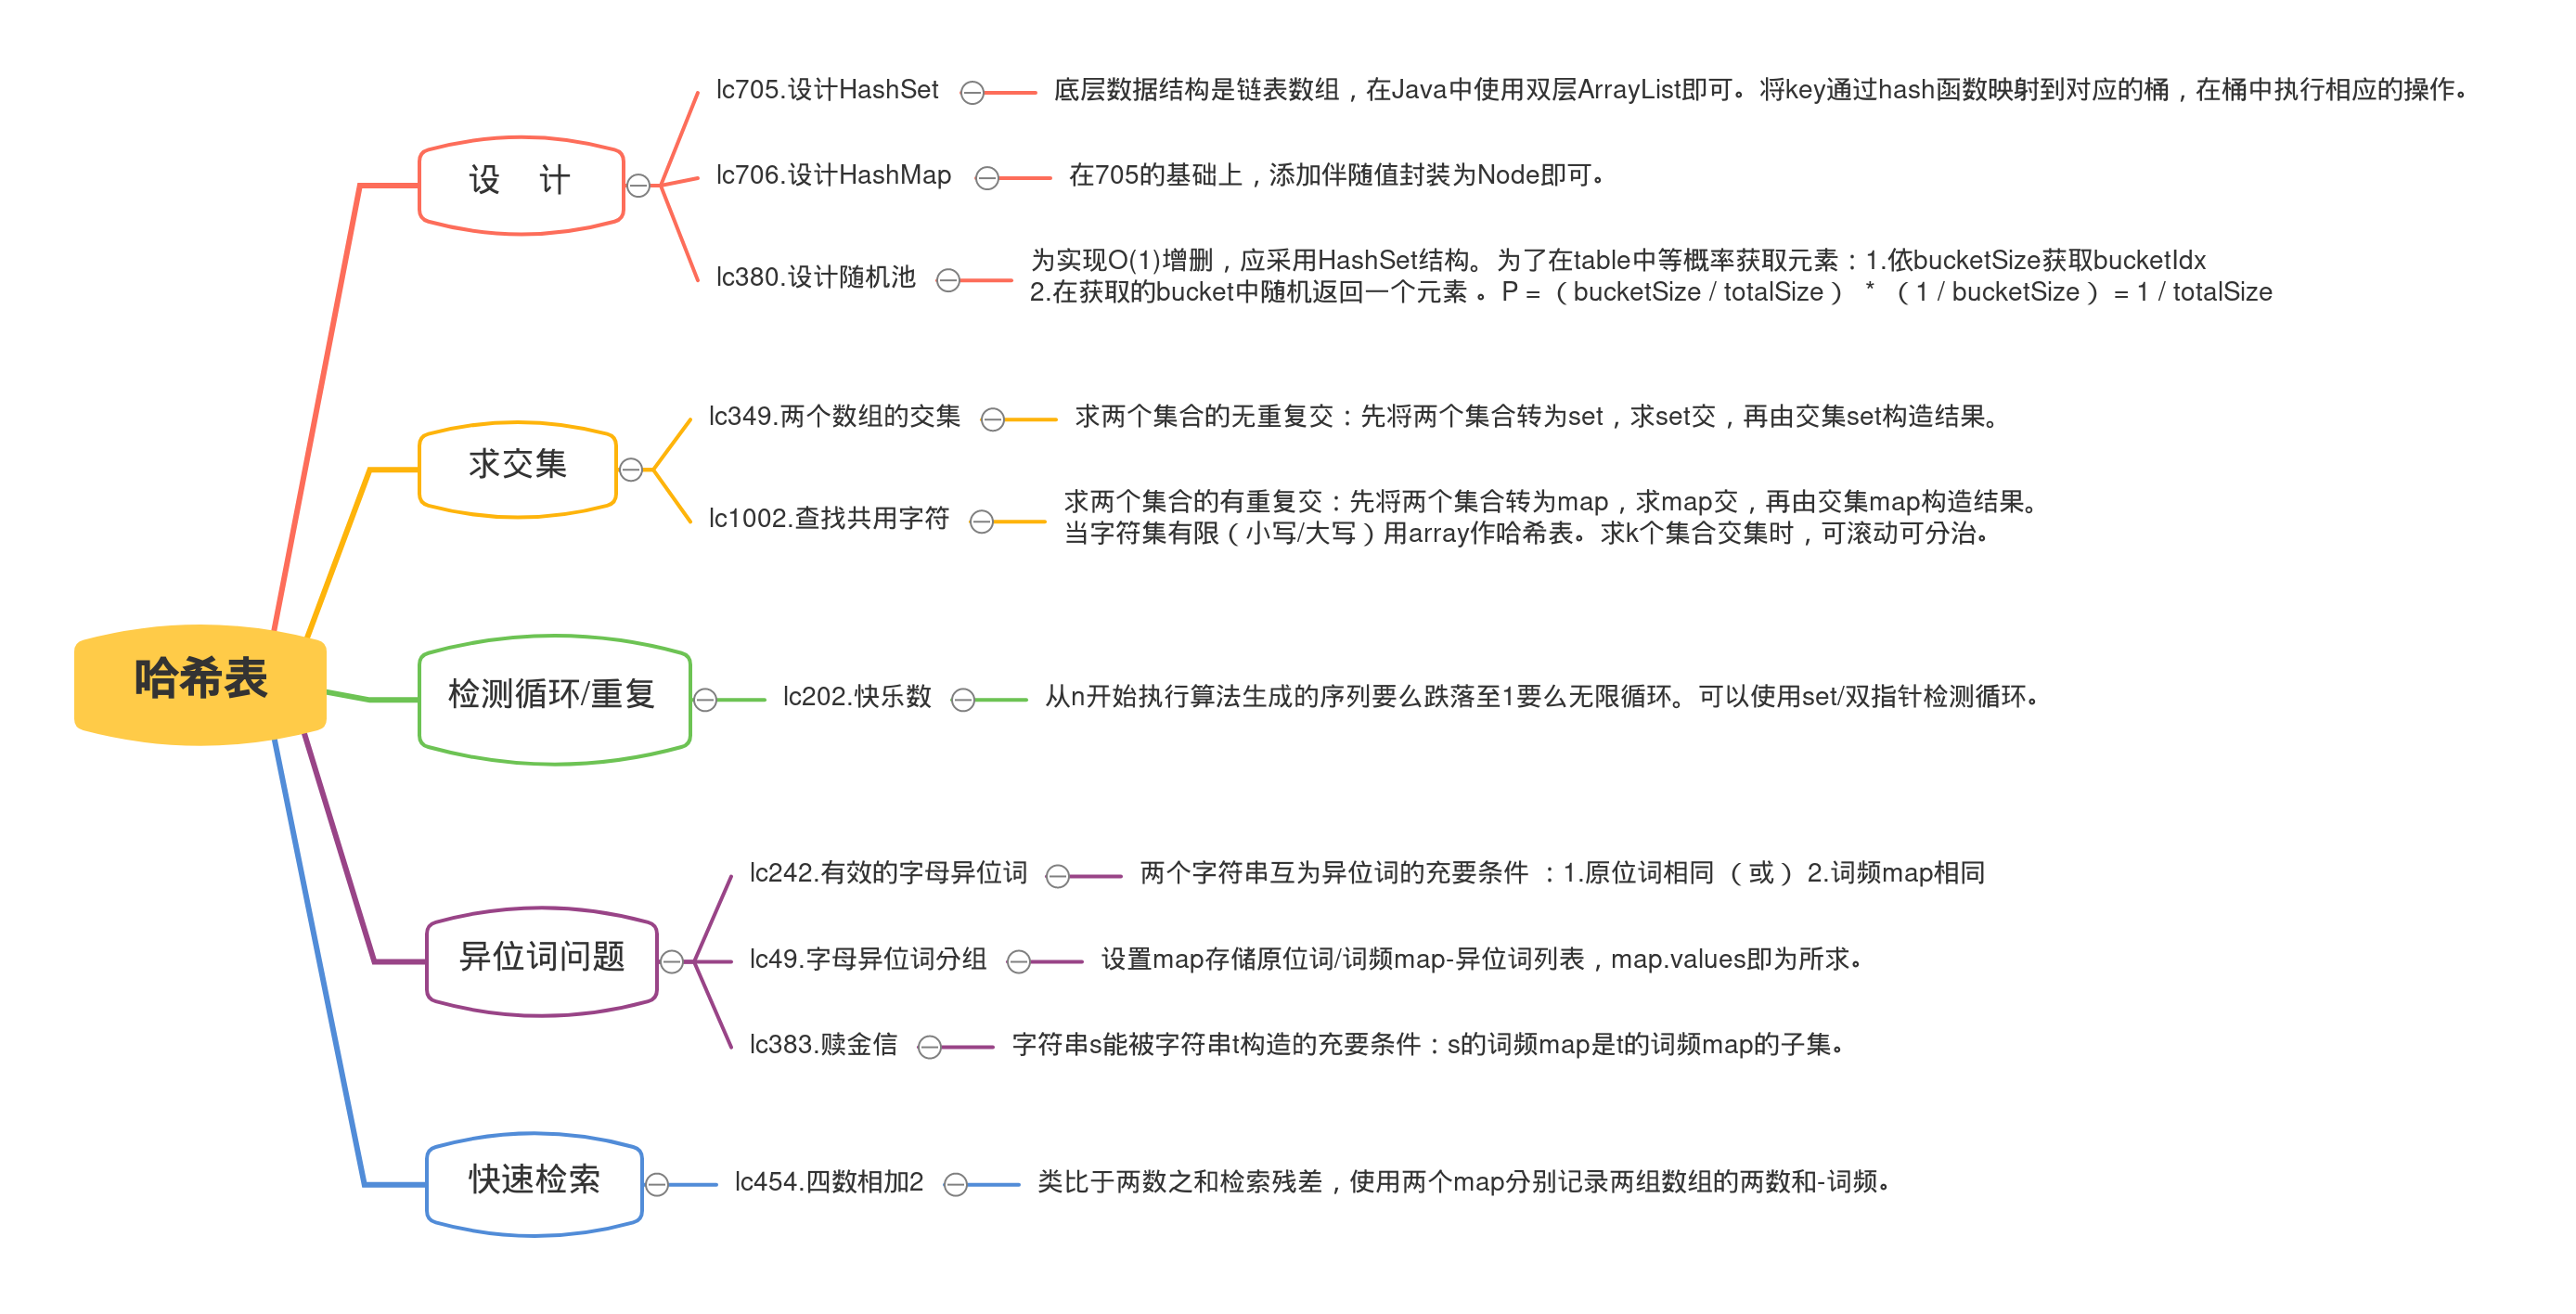 哈希表
设 计
lc705.设计HashSet
底层数据结构是链表数组，在Java中使用双层ArrayList即可。将key通过hash函数映射到对应的桶，在桶中执行相应的操作。
lc706.设计HashMap
在705的基础上，添加伴随值封装为Node即可。
lc380.设计随机池
为实现O(1)增删，应采用HashSet结构。为了在table中等概率获取元素：1.依bucketSize获取bucketIdx
2.在获取的bucket中随机返回一个元素 。P = （bucketSize / totalSize） * （1 / bucketSize）= 1 / totalSize
求交集
lc349.两个数组的交集
求两个集合的无重复交：先将两个集合转为set，求set交，再由交集set构造结果。
lc1002.查找共用字符
求两个集合的有重复交：先将两个集合转为map，求map交，再由交集map构造结果。
当字符集有限（小写/大写）用array作哈希表。求k个集合交集时，可滚动可分治。
检测循环/重复
lc202.快乐数
从n开始执行算法生成的序列要么跌落至1要么无限循环。可以使用set/双指针检测循环。
异位词问题
lc242.有效的字母异位词
两个字符串互为异位词的充要条件 ：1.原位词相同 （或） 2.词频map相同
lc49.字母异位词分组
设置map存储原位词/词频map-异位词列表，map.values即为所求。
lc383.赎金信
字符串s能被字符串t构造的充要条件：s的词频map是t的词频map的子集。
快速检索
lc454.四数相加2
类比于两数之和检索残差，使用两个map分别记录两组数组的两数和-词频。